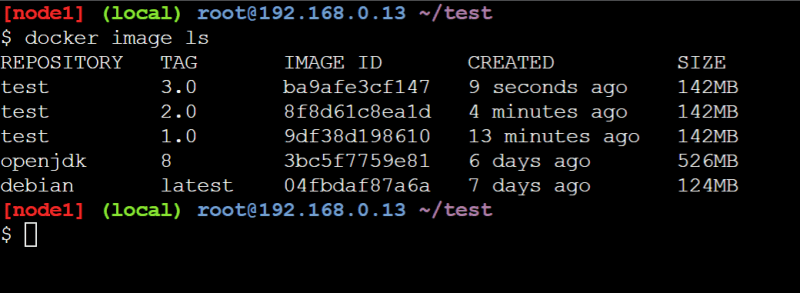 [node1] (local) root@192.168.0.13 ~/test
$ docker image ls
REPOSITORY   TAG      IMAGE ID       CREATED          SIZE
test         3.0      ba9afe3cf147   9 seconds ago    142MB
test         2.0      8f8d61c8ea1d   4 minutes ago    142MB
test         1.0      9df38d198610   13 minutes ago   142MB
openjdk      8        3bc5f7759e81   6 days ago       526MB
debian       latest   04fbdaf87a6a   7 days ago       124MB
[node1] (local) root@192.168.0.13 ~/test
$